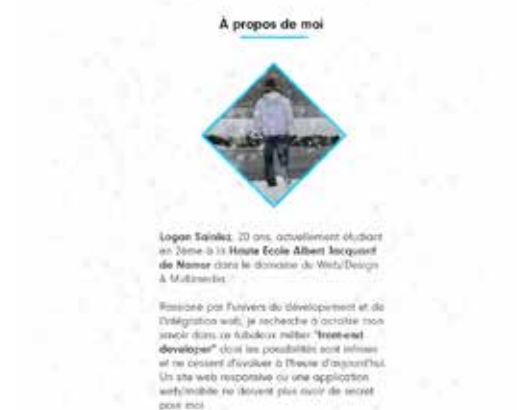 À propos de moi
Logan Sainlez, 20 ans, actuellement étudiant
en 2ème à la Haute Ecole Albert Jacquard
de Namur dans le domaine du Web/Design
& Multimédia.
Passioné par l'univers du dévelopement et de
l'intégration web, je recherche à accroître mon
savoir dans ce fabuleux métier "front-end
developer" dont les possibilités sont infinies
et ne cessent d'évoluer à l'heure d'aujourd'hui.
Un site web responsive ou une application
web/mobile ne doivent plus avoir de secret
pour moi